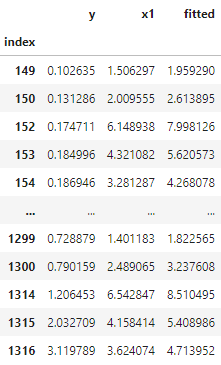 y x1 fitted
index
149 0.102635 1.506297 1.959290
150 0.131286 2.009555 2.613895
152 0.174711 6.148938 7.998126
153 0.184996 4.321082 5.620573
154 0.186946 3.281287 4.268078
... ... ... ...
1299 0.728879 1.401183 1.822565
1300 0.790159 2.489065 3.237608
1314 1.206453 6.542847 8.510495
1315 2.032709 4.158414 5.408986
1316 3.119789 3.624074 4.713952